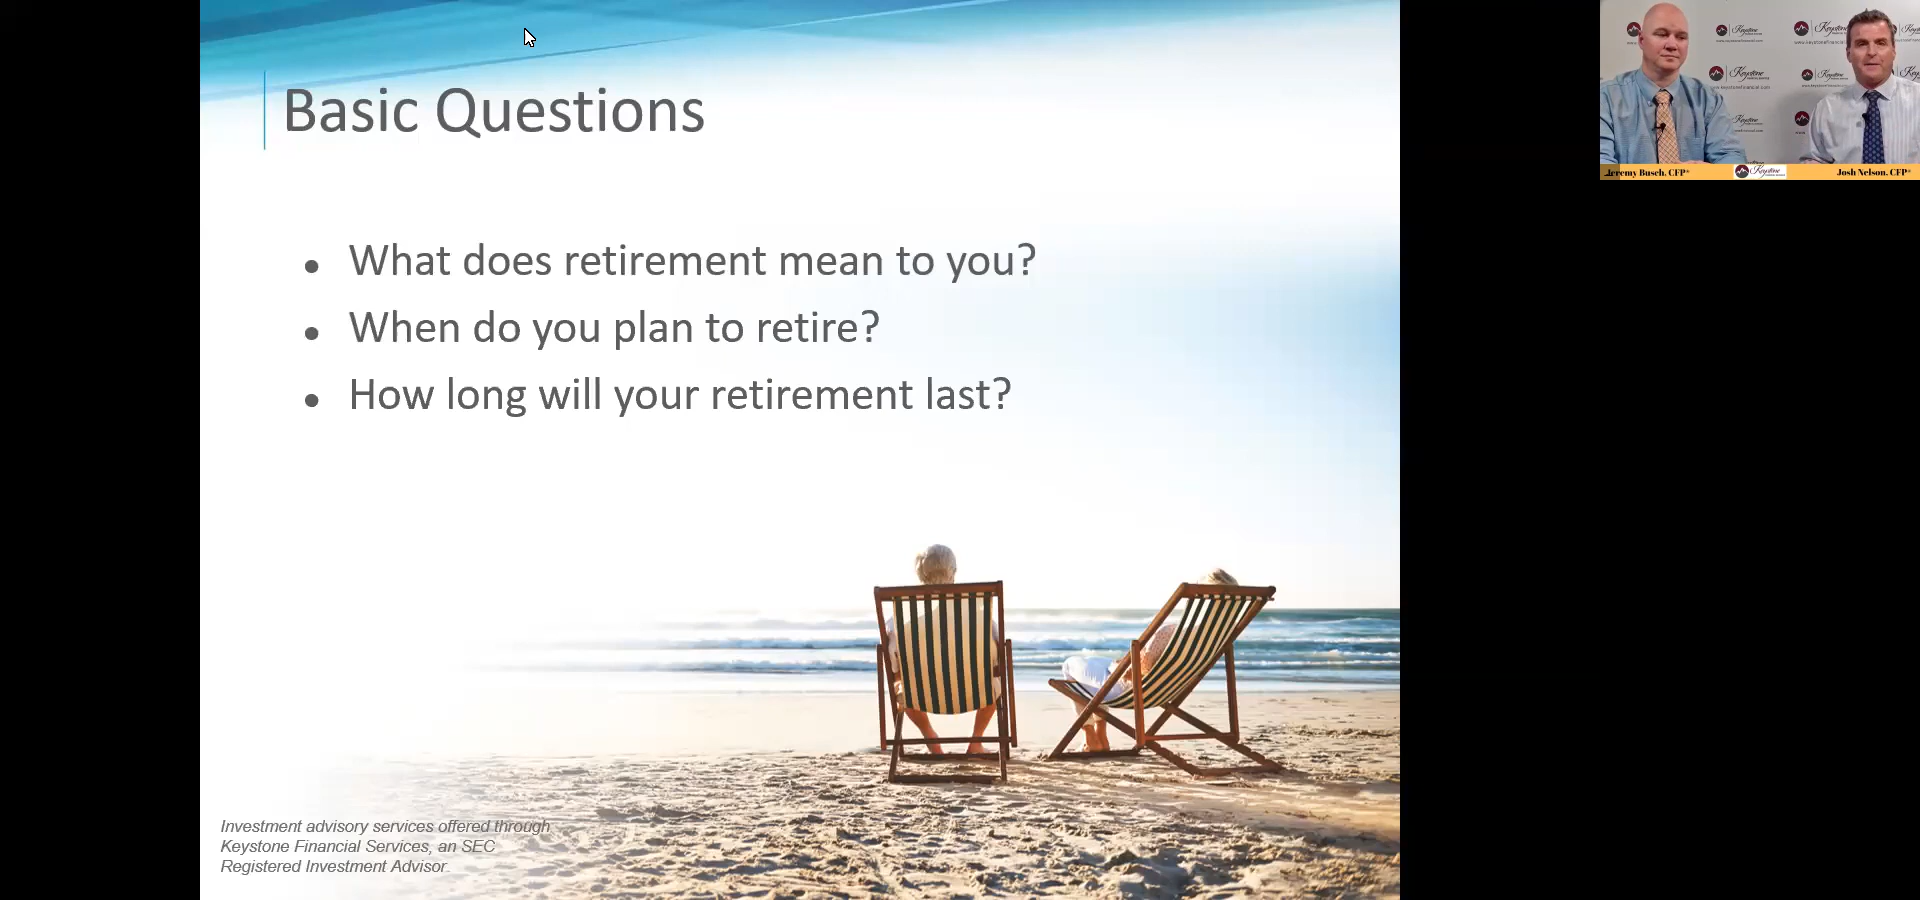 Basic Questions
• What does retirement mean to you?
• When do you plan to retire?
• How long will your retirement last?
Investment advisory services offered through
Keystone Financial Services, an SEC
Registered Investment Advisor.
Keystone
Jeremy Busch, CFP®
Josh Nelson, CFP®